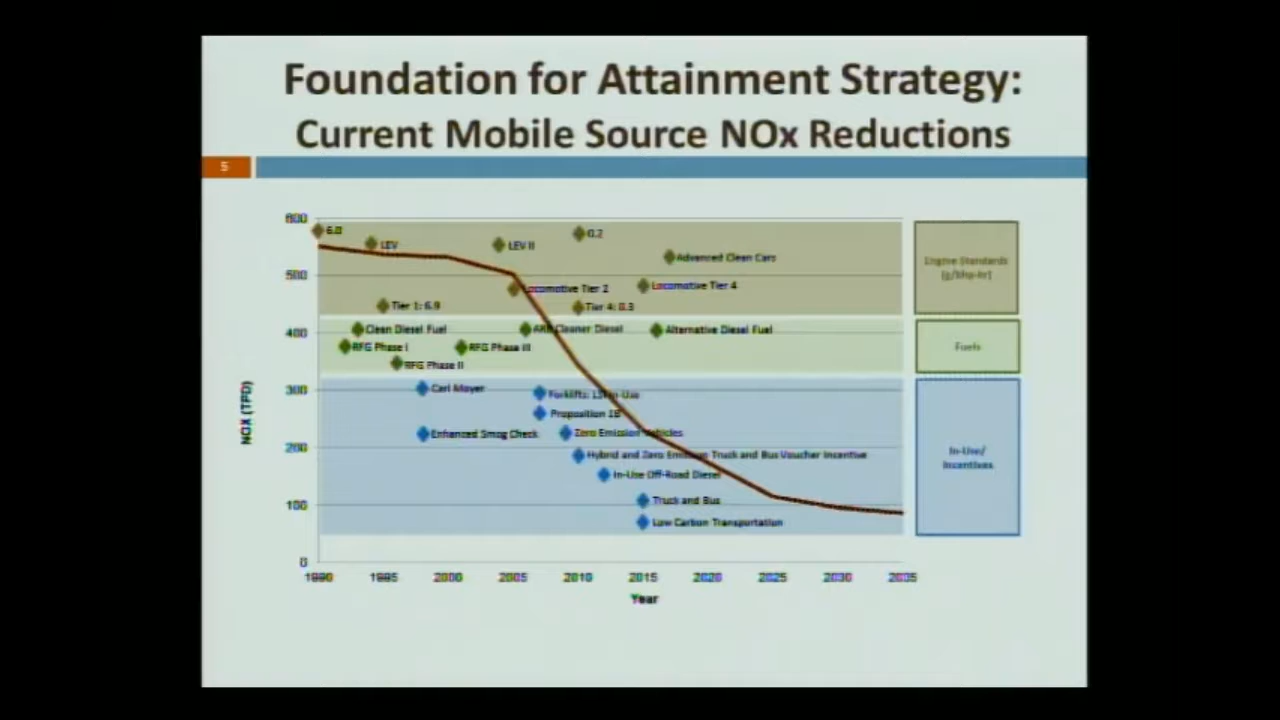 Foundation for Attainment Strategy:
Current Mobile Source NOx Reductions
5
600
6.0
LEV
LEV II
0.2
Advanced Clean Cars
Engine Standards
(g/bhp-hr)
500
Locomotive Tier 2
Locomotive Tier 4
Tier 1: 6.9
Tier 4: 0.3
400
Clean Diesel Fuel
ARB Cleaner Diesel
Alternative Diesel Fuel
RFG Phase I
RFG Phase III
Fuels
RFG Phase II
300
Carl Moyer
Forklifts: LSI In-Use
NOX (TPD)
Proposition 1B
Enhanced Smog Check
Zero Emission Vehicles
200
Hybrid and Zero Emission Truck and Bus Voucher Incentive
In-Use/
Incentives
In-Use Off-Road Diesel
100
Truck and Bus
Low Carbon Transportation
0
1990 1995 2000 2005 2010 2015 2020 2025 2030 2035
Year